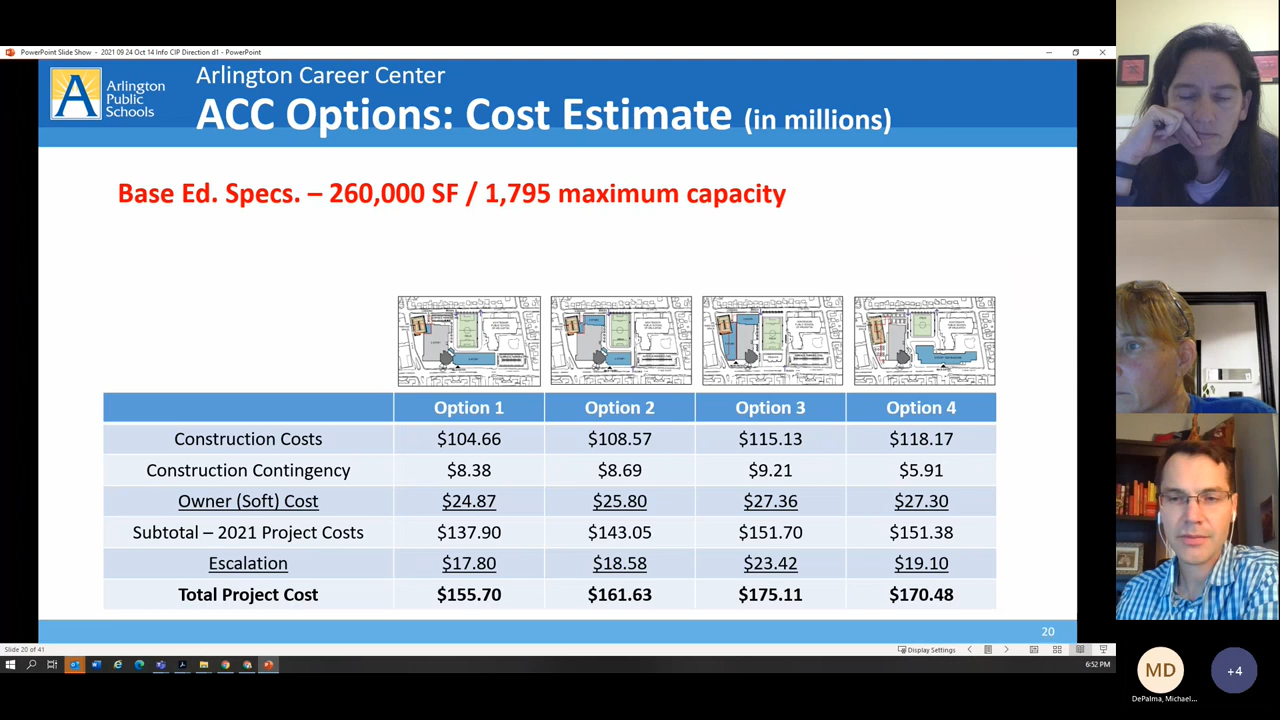 PowerPoint Slide Show - 2021 09 24 Oct 14 Info CIP Direction d1 - PowerPoint
Arlington
Public
Schools
Arlington Career Center
ACC Options: Cost Estimate (in millions)
Base Ed. Specs. – 260,000 SF / 1,795 maximum capacity
Option 1 Option 2 Option 3 Option 4
Construction Costs $104.66 $108.57 $115.13 $118.17
Construction Contingency $8.38 $8.69 $9.21 $5.91
Owner (Soft) Cost $24.87 $25.80 $27.36 $27.30
Subtotal – 2021 Project Costs $137.90 $143.05 $151.70 $151.38
Escalation $17.80 $18.58 $23.42 $19.10
Total Project Cost $155.70 $161.63 $175.11 $170.48
20
Slide 20 of 41
Display Settings
6:52 PM
MD
+4
DePalma, Michael...